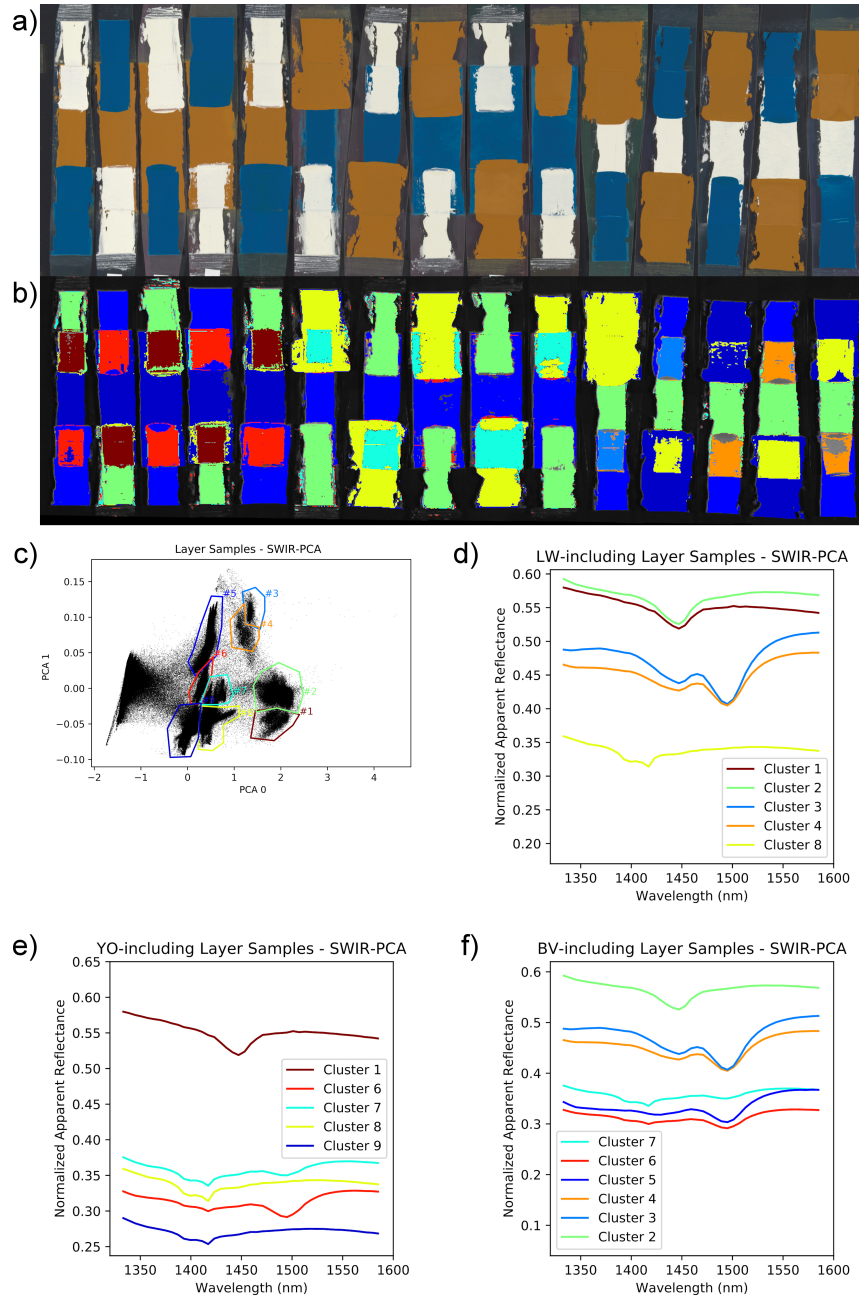 a)
b)
c)
Layer Samples - SWIR-PCA
PCA 1
0.15
0.10
0.05
0.00
−0.05
−0.10
#5
#3
#4
#6
#2
#1
−2
−1
0
1
2
3
4
PCA 0
d)
LW-including Layer Samples - SWIR-PCA
Normalized Apparent Reflectance
0.60
0.55
0.50
0.45
0.40
0.35
0.30
0.25
0.20
Cluster 1
Cluster 2
Cluster 3
Cluster 4
Cluster 8
1350
1400
1450
1500
1550
1600
Wavelength (nm)
e)
YO-including Layer Samples - SWIR-PCA
Normalized Apparent Reflectance
0.65
0.60
0.55
0.50
0.45
0.40
0.35
0.30
0.25
Cluster 1
Cluster 6
Cluster 7
Cluster 8
Cluster 9
1350
1400
1450
1500
1550
1600
Wavelength (nm)
f)
BV-including Layer Samples - SWIR-PCA
Normalized Apparent Reflectance
0.6
0.5
0.4
0.3
0.2
0.1
Cluster 7
Cluster 6
Cluster 5
Cluster 4
Cluster 3
Cluster 2
1350
1400
1450
1500
1550
1600
Wavelength (nm)